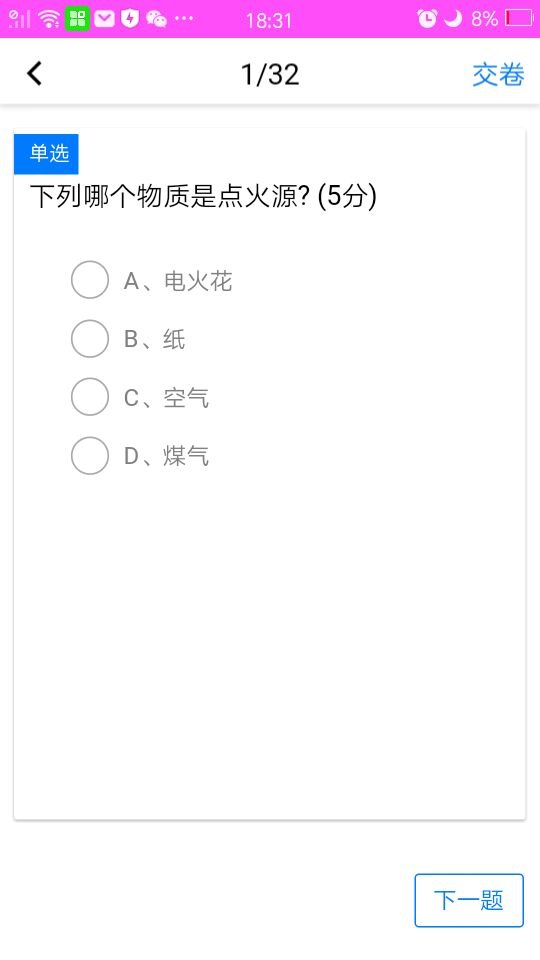 18:31 8%
1/32 交卷
单选
下列哪个物质是点火源? (5分)
A、电火花
B、纸
C、空气
D、煤气
下一题